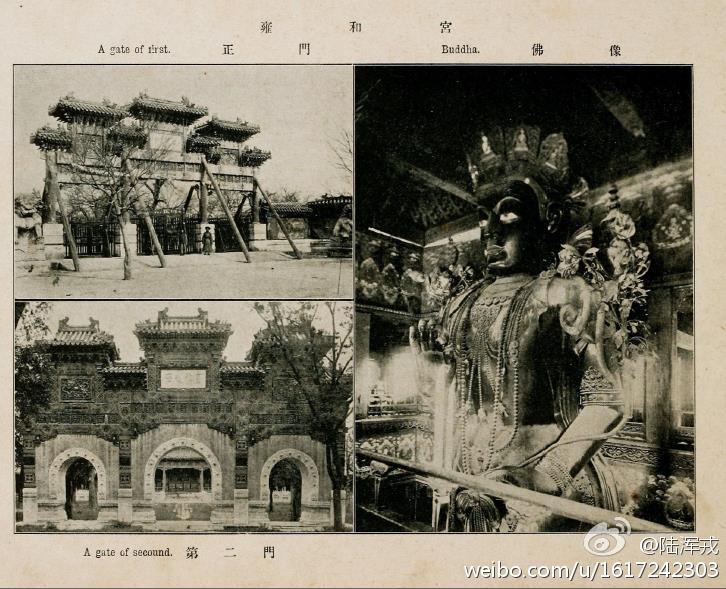 雍和宮
A gate of first. 正門
Buddha. 佛像
A gate of secound. 第二門
@陆浑戎
weibo.com/u/1617242303